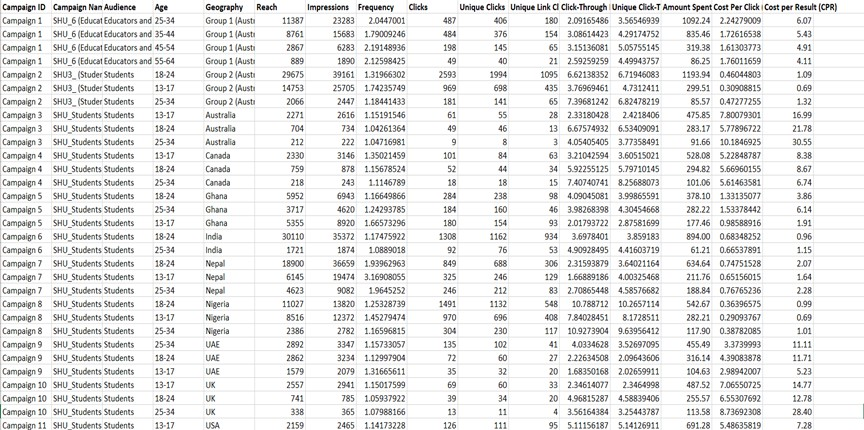 Campaign ID Campaign Nan Audience Age Geography Reach Impressions Frequency Clicks Unique Clicks Unique Link Cl Click-Through Unique Click-T Amount Spent Cost Per Click Cost per Result (CPR)
Campaign 1 SHU_6 (Educat Educators and 25-34 Group 1 (Aust 11387 23283 2.0447001 487 406 180 2.09165486 3.56546939 1092.24 2.24279009 6.07
Campaign 1 SHU_6 (Educat Educators and 35-44 Group 1 (Aust 8761 15683 1.79009246 484 376 154 3.08614423 4.29174752 835.46 1.72616538 5.43
Campaign 1 SHU_6 (Educat Educators and 45-54 Group 1 (Aust 2867 6283 2.19148936 198 145 65 3.15136081 5.05755145 319.38 1.61303773 4.91
Campaign 1 SHU_6 (Educat Educators and 55-64 Group 1 (Aust 889 1890 2.12598425 49 40 21 2.59259259 4.49943757 86.25 1.76011659 4.11
Campaign 2 SHU3_ (Studer Students 18-24 Group 2 (Aust 29675 39161 1.31966302 2593 1994 1095 6.62138352 6.71946083 1193.94 0.46044803 1.09
Campaign 2 SHU3_ (Studer Students 13-17 Group 2 (Aust 14753 25705 1.74235749 969 698 435 3.76969461 4.7312411 299.51 0.30908815 0.69
Campaign 2 SHU3_ (Studer Students 25-34 Group 2 (Aust 2066 2447 1.18441433 181 141 65 7.39681242 6.82478219 85.57 0.47277255 1.32
Campaign 3 SHU_Students Students 13-17 Australia 2271 2616 1.15191546 61 55 28 2.33180428 2.4218406 475.85 7.80079301 16.99
Campaign 3 SHU_Students Students 18-24 Australia 704 734 1.04261364 49 46 13 6.67574932 6.53409091 283.17 5.77896722 21.78
Campaign 3 SHU_Students Students 25-34 Australia 212 222 1.04716981 9 8 3 4.05405405 3.77358491 91.66 10.1846925 30.55
Campaign 4 SHU_Students Students 13-17 Canada 2330 3146 1.35021459 101 84 63 3.21042594 3.60515021 528.08 5.22848787 8.38
Campaign 4 SHU_Students Students 18-24 Canada 759 878 1.15678524 52 44 34 5.92255125 5.79710145 294.82 5.66960155 8.67
Campaign 4 SHU_Students Students 25-34 Canada 218 243 1.1146789 18 18 15 7.40740741 8.25688073 101.06 5.61463581 6.74
Campaign 5 SHU_Students Students 18-24 Ghana 5952 6943 1.16649866 284 238 98 4.09045081 3.99865591 378.10 1.33135077 3.86
Campaign 5 SHU_Students Students 25-34 Ghana 3717 4620 1.24293785 184 160 46 3.98268398 4.30454668 282.22 1.53378442 6.14
Campaign 5 SHU_Students Students 13-17 Ghana 5355 8920 1.66573296 180 154 93 2.01793722 2.87581699 177.46 0.98588916 1.91
Campaign 6 SHU_Students Students 18-24 India 30110 35372 1.17475922 1308 1162 934 3.6978401 3.859183 894.00 0.68348252 0.96
Campaign 6 SHU_Students Students 25-34 India 1721 1874 1.0889018 92 76 53 4.90928495 4.41603719 61.21 0.66537891 1.15
Campaign 7 SHU_Students Students 18-24 Nepal 18900 36659 1.93962963 849 688 306 2.31593879 3.64021164 634.64 0.74751528 2.07
Campaign 7 SHU_Students Students 13-17 Nepal 6145 19474 3.16908055 325 246 129 1.66889186 4.00325468 211.76 0.65156015 1.64
Campaign 7 SHU_Students Students 25-34 Nepal 4623 9082 1.9645252 246 212 83 2.70865448 4.58576682 188.84 0.76765236 2.28
Campaign 8 SHU_Students Students 18-24 Nigeria 11027 13820 1.25328739 1491 1132 548 10.788712 10.2657114 542.67 0.36396975 0.99
Campaign 8 SHU_Students Students 13-17 Nigeria 8516 12372 1.45279474 970 696 408 7.84028451 8.1728511 282.21 0.29093767 0.69
Campaign 8 SHU_Students Students 25-34 Nigeria 2386 2782 1.16596815 304 230 117 10.9273904 9.63956412 117.90 0.38782082 1.01
Campaign 9 SHU_Students Students 25-34 UAE 2892 3347 1.15733057 135 102 41 4.0334628 3.52697095 455.49 3.3739993 11.11
Campaign 9 SHU_Students Students 18-24 UAE 2862 3234 1.12997904 72 60 27 2.22634508 2.09643606 316.14 4.39083878 11.71
Campaign 9 SHU_Students Students 13-17 UAE 1579 2079 1.31665611 35 32 20 1.68350168 2.02659911 104.63 2.98942007 5.23
Campaign 10 SHU_Students Students 13-17 UK 2557 2941 1.15017599 69 60 33 2.34614077 2.3464998 487.52 7.06550725 14.77
Campaign 10 SHU_Students Students 18-24 UK 741 785 1.05937922 39 34 20 4.96815287 4.58839406 255.57 6.55307692 12.78
Campaign 10 SHU_Students Students 25-34 UK 338 365 1.07988166 13 11 4 3.56164384 3.25443787 113.58 8.73692308 28.40
Campaign 11 SHU_Students Students 13-17 USA 2159 2465 1.14173228 126 111 95 5.11156187 5.14126911 691.28 5.48635819 7.28